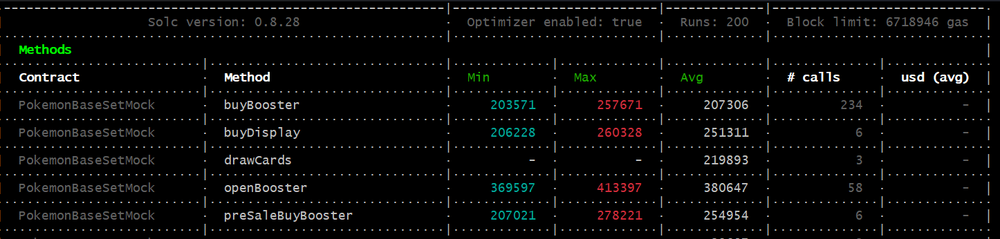 Solc version: 0.8.28 Optimizer enabled: true Runs: 200 Block limit: 6718946 gas
Methods
Contract Method Min Max Avg # calls usd (avg)
PokemonBaseSetMock buyBooster 203571 257671 207306 234 -
PokemonBaseSetMock buyDisplay 206228 260328 251311 6 -
PokemonBaseSetMock drawCards - - 219893 3 -
PokemonBaseSetMock openBooster 369597 413397 380647 58 -
PokemonBaseSetMock preSaleBuyBooster 207021 278221 254954 6 -